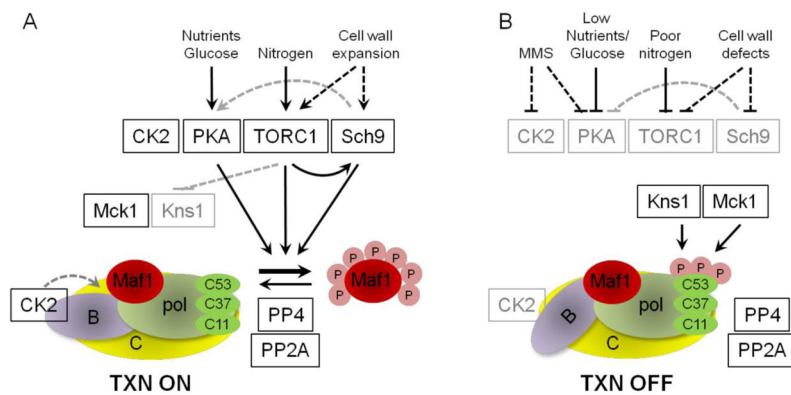 A
Nutrients
Glucose
Nitrogen
Cell wall
expansion
CK2
PKA
TORC1
Sch9
Mck1
Kns1
Maf1
CK2
B
pol
C53
C37
C11
C
P
P
P
P
P
P
P
Maf1
PP4
PP2A
TXN ON
B
MMS
Low
Nutrients/
Glucose
Poor
nitrogen
Cell wall
defects
CK2
PKA
TORC1
Sch9
Kns1
Mck1
P
P
P
Maf1
CK2
B
pol
C53
C37
C11
C
PP4
PP2A
TXN OFF